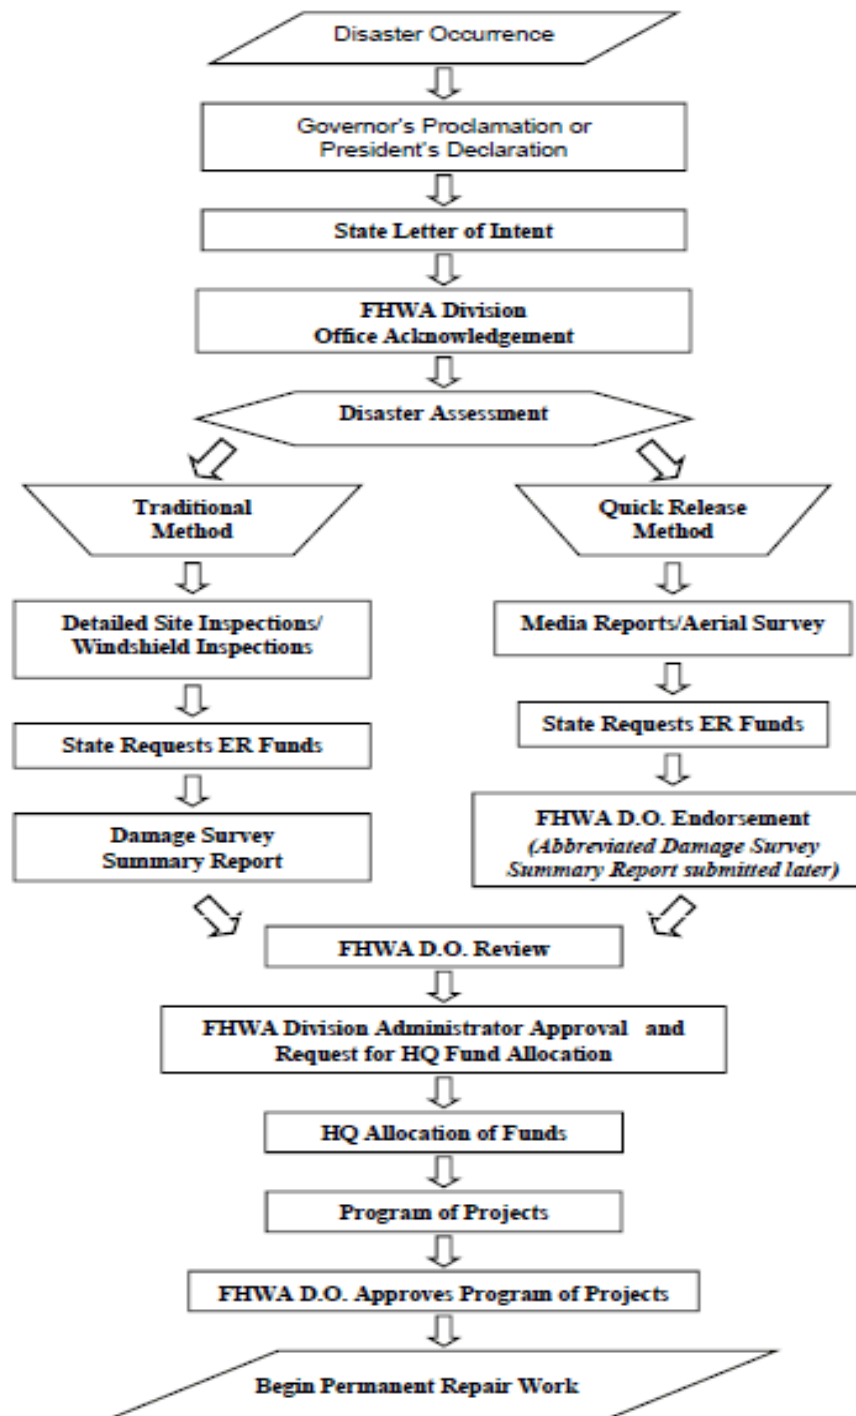 Disaster Occurrence
Governor's Proclamation or
President's Declaration
State Letter of Intent
FHWA Division
Office Acknowledgement
Disaster Assessment
Traditional
Method
Quick Release
Method
Detailed Site Inspections/
Windshield Inspections
Media Reports/Aerial Survey
State Requests ER Funds
State Requests ER Funds
Damage Survey
Summary Report
FHWA D.O. Endorsement
(Abbreviated Damage Survey
Summary Report submitted later)
FHWA D.O. Review
FHWA Division Administrator Approval and
Request for HQ Fund Allocation
HQ Allocation of Funds
Program of Projects
FHWA D.O. Approves Program of Projects
Begin Permanent Repair Work